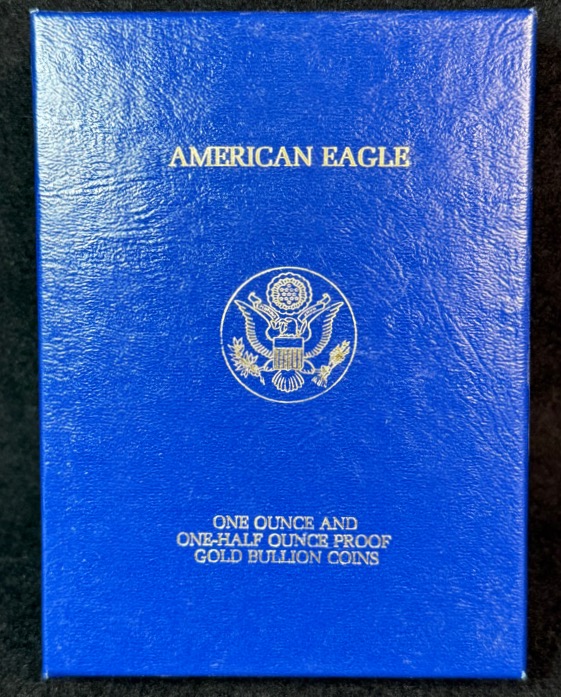 AMERICAN EAGLE
ONE OUNCE AND
ONE-HALF OUNCE PROOF
GOLD BULLION COINS